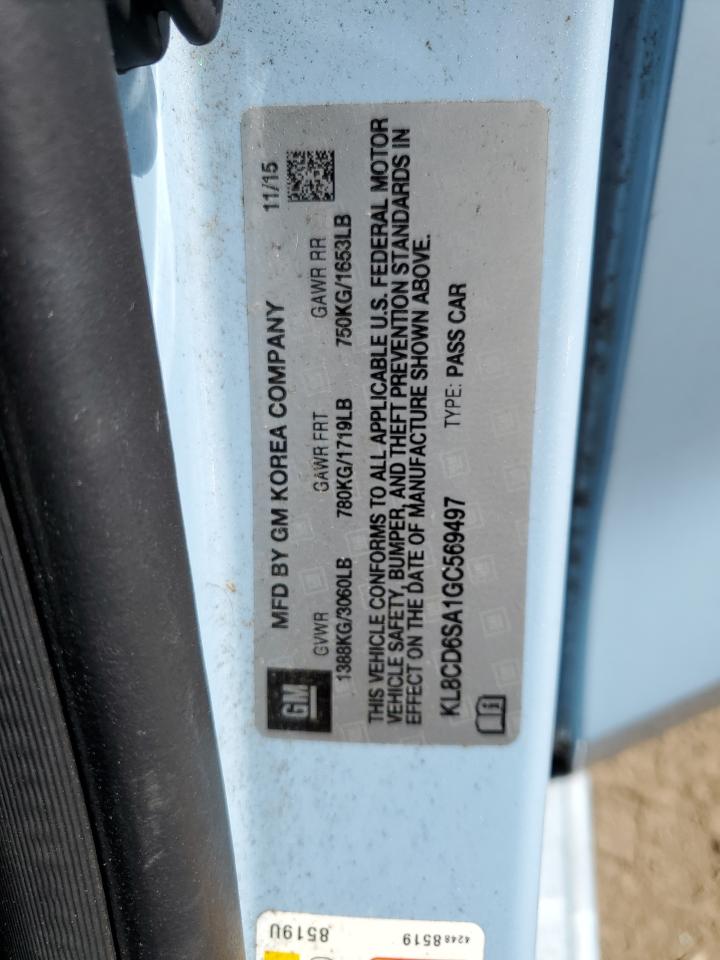 MFD BY GM KOREA COMPANY 11/15
GM
GVWR GAWR FRT GAWR RR
1388KG/3060LB 780KG/1719LB 750KG/1653LB
THIS VEHICLE CONFORMS TO ALL APPLICABLE U.S. FEDERAL MOTOR
VEHICLE SAFETY, BUMPER, AND THEFT PREVENTION STANDARDS IN
EFFECT ON THE DATE OF MANUFACTURE SHOWN ABOVE.
KL8CD6SA1GC569497 TYPE: PASS CAR
42488519 8519U